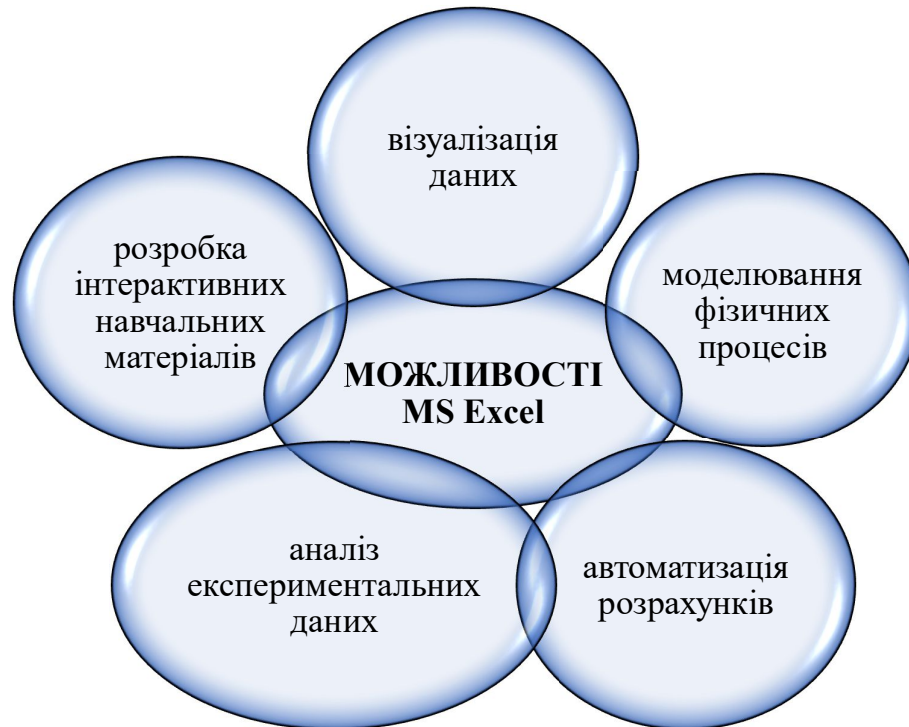 візуалізація
даних
розробка
інтерактивних
навчальних
матеріалів
моделювання
фізичних
процесів
МОЖЛИВОСТІ
MS Excel
аналіз
експериментальних
даних
автоматизація
розрахунків